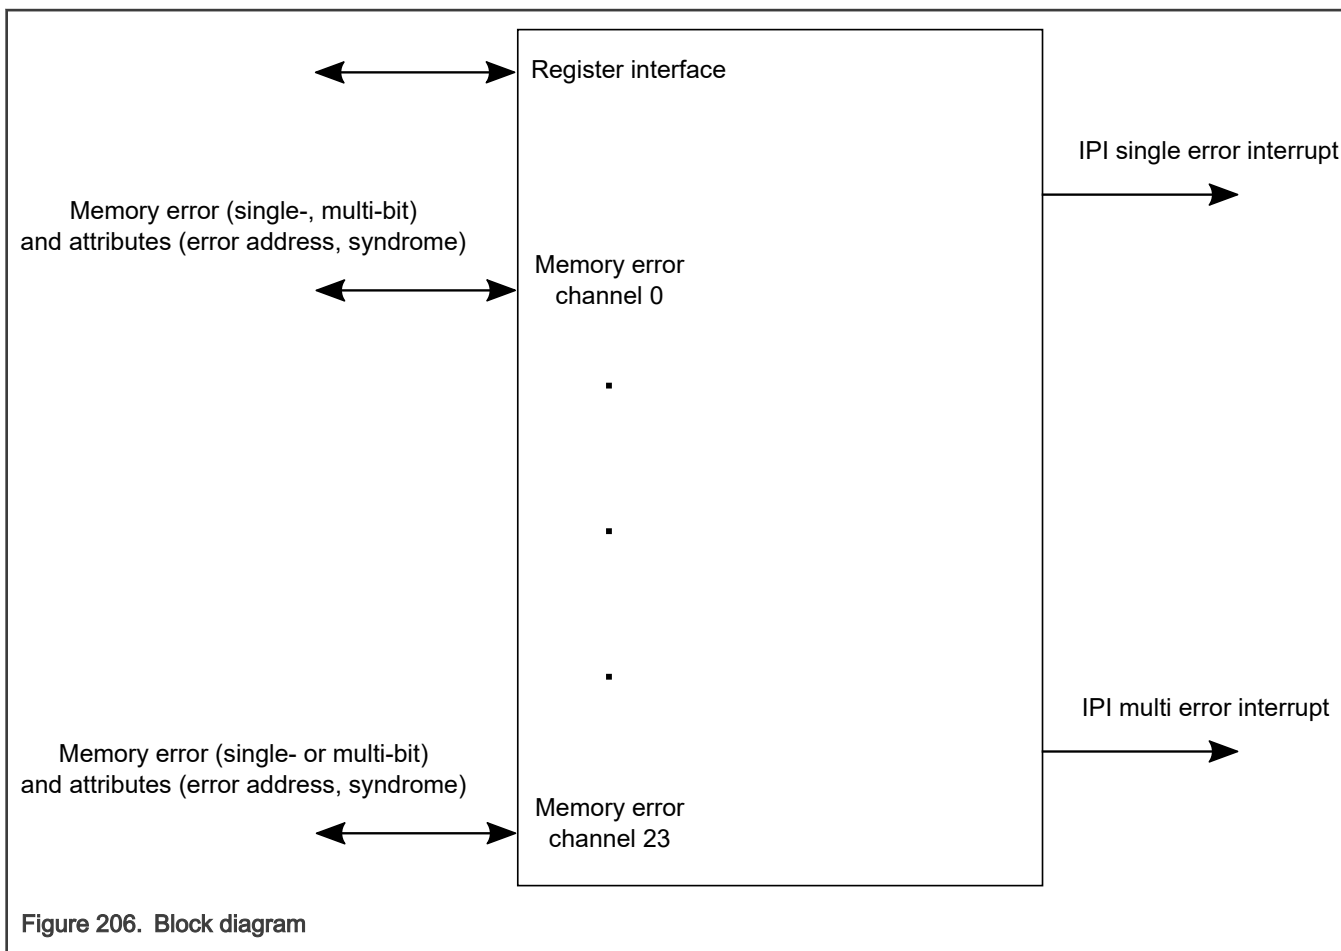 Register interface
IPI single error interrupt
Memory error (single-, multi-bit)
and attributes (error address, syndrome)
Memory error
channel 0
.
.
.
IPI multi error interrupt
Memory error (single- or multi-bit)
and attributes (error address, syndrome)
Memory error
channel 23
Figure 206. Block diagram